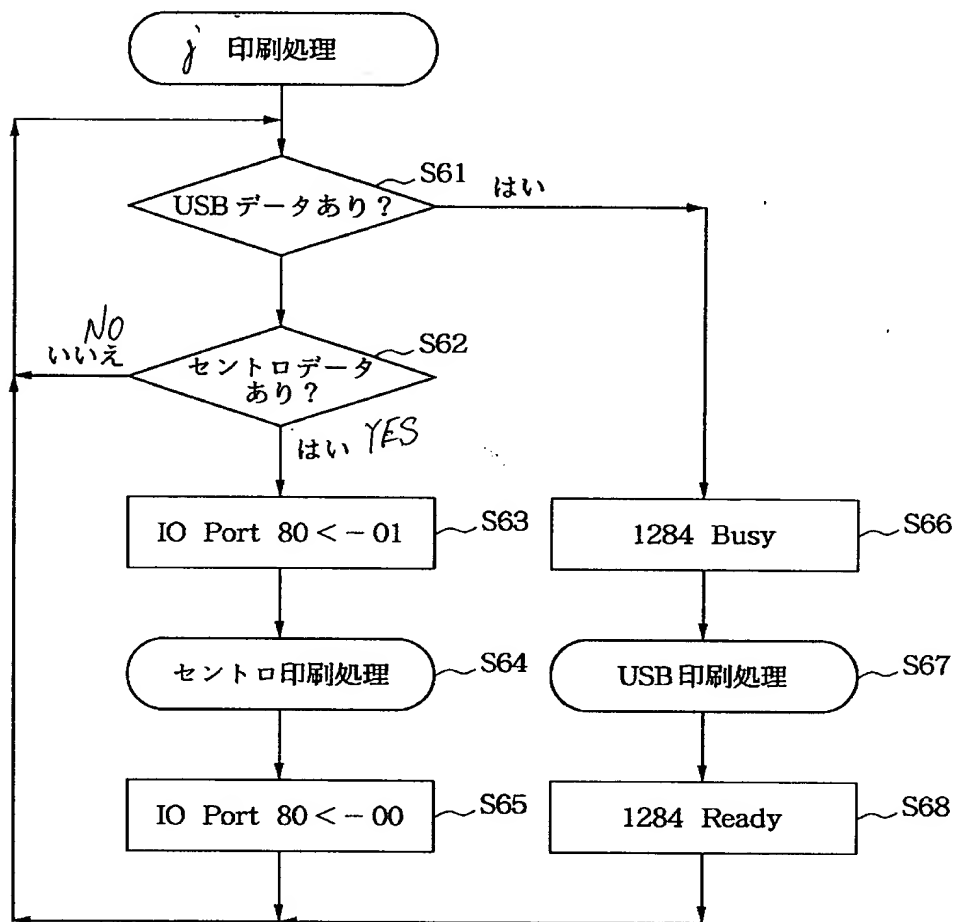 j 印刷処理
S61
USBデータあり?
はい
NO
いいえ
S62
セントロデータ
あり?
はい YES
IO Port 80 <- 01
S63
1284 Busy
S66
セントロ印刷処理
S64
USB印刷処理
S67
IO Port 80 <- 00
S65
1284 Ready
S68